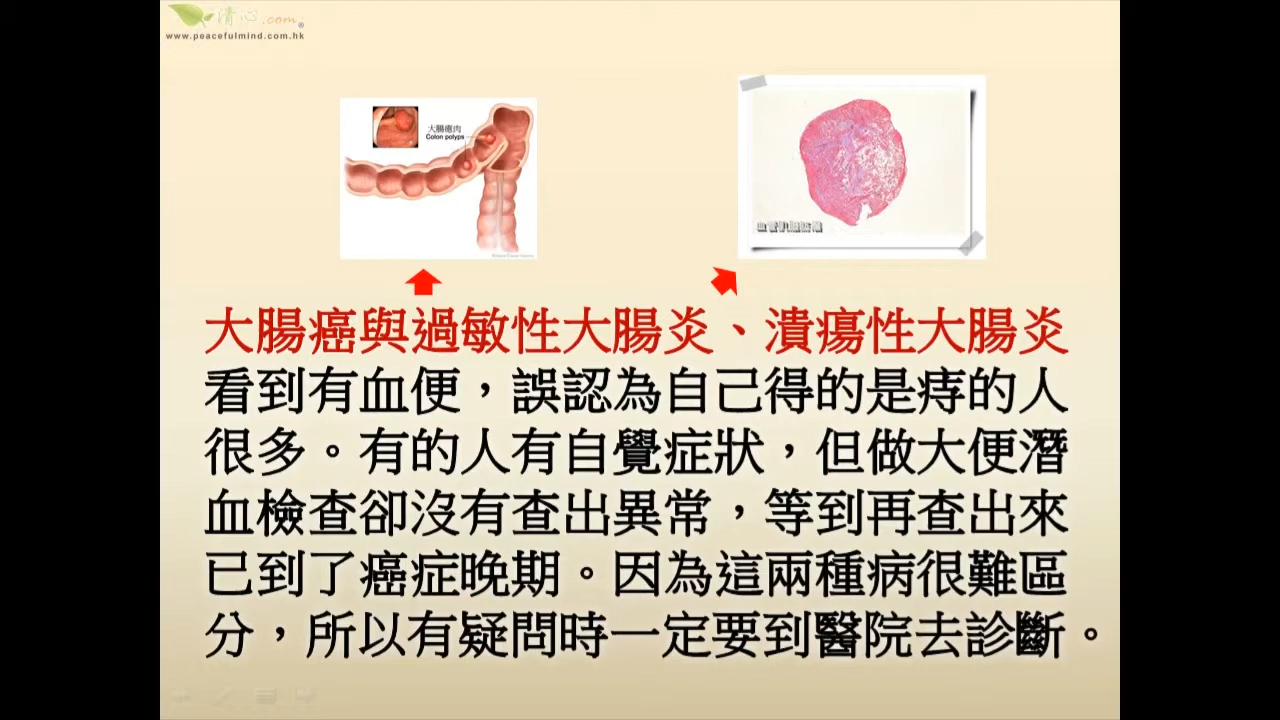 清心.com®
www.peacefulmind.com.hk
大腸瘜肉
Colon polyps
大腸癌與過敏性大腸炎、潰瘍性大腸炎
看到有血便，誤認為自己得的是痔的人
很多。有的人有自覺症狀，但做大便潛
血檢查卻沒有查出異常，等到再查出來
已到了癌症晚期。因為這兩種病很難區
分，所以有疑問時一定要到醫院去診斷。